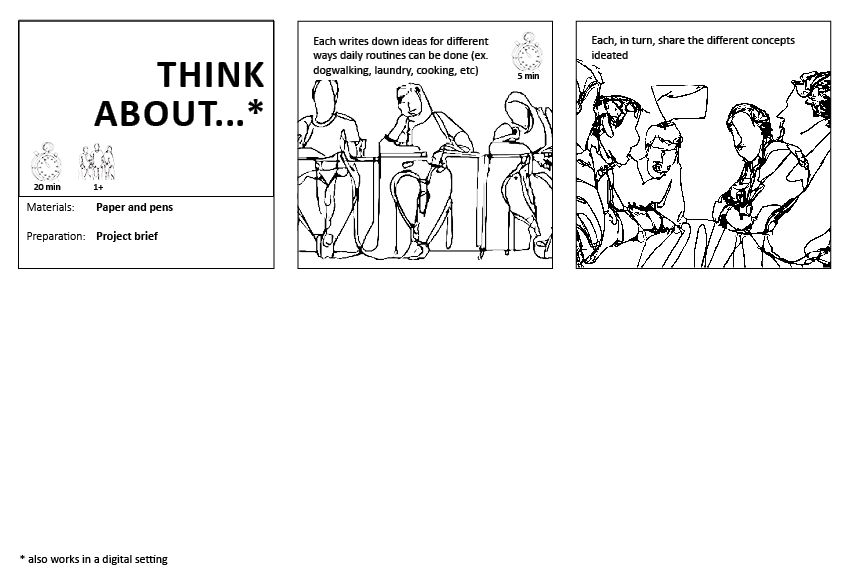 THINK
ABOUT...*
20 min
1+
Materials: Paper and pens
Preparation: Project brief
Each writes down ideas for different
ways daily routines can be done (ex.
dogwalking, laundry, cooking, etc)
5 min
Each, in turn, share the different concepts
ideated
* also works in a digital setting